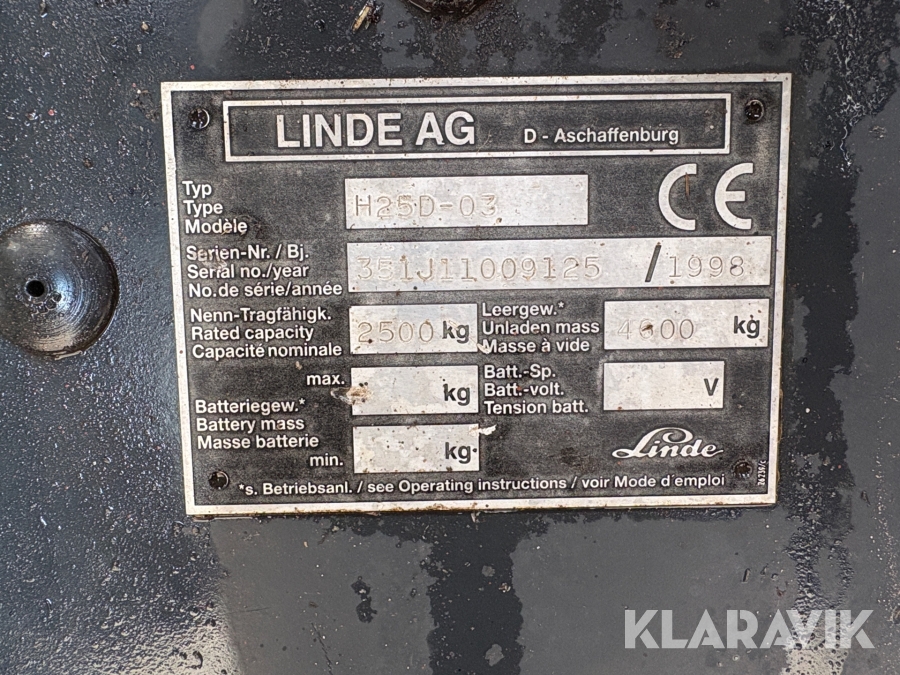 LINDE AG D - Aschaffenburg
Typ
Type
Modèle
H25D-03
CE
Serien-Nr. / Bj.
Serial no./year
No.de série/année
351J11009125 / 1998
Nenn-Tragfähigk.
Rated capacity
Capacité nominale
2500 kg
Leergew.*
Unladen mass
Masse à vide
kg
max.
kg
Batteriegew.*
Battery mass
Masse batterie
min.
kg
Batt.-Sp.
Batt.-volt.
Tension batt.
V
Linde
*s. Betriebsanl. / see Operating instructions / voir Mode d'emploi
KLARAVIK